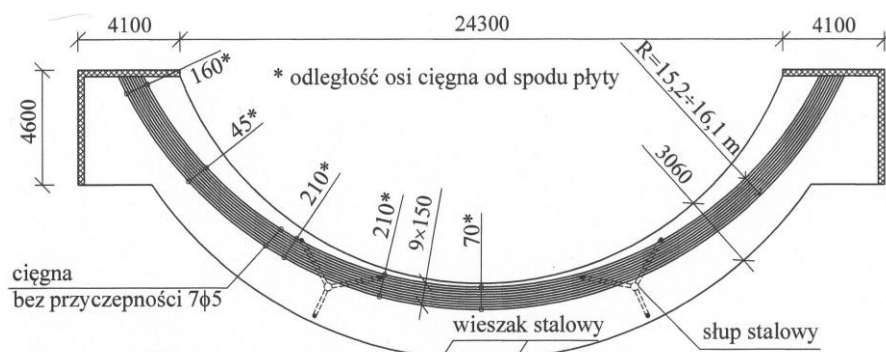 4100
24300
4100
160*
* odległość osi cięgna od spodu płyty
R=15,2÷16,1 m
4600
45*
3060
210*
210*
9×150
70*
cięgna
bez przyczepności 7ϕ5
wieszak stalowy
słup stalowy